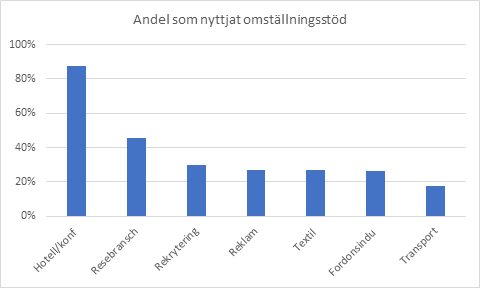 Andel som nyttjat omställningsstöd
100%
80%
60%
40%
20%
0%
Hotell/konf
Resebransch
Rekrytering
Reklam
Textil
Fordonsindu
Transport